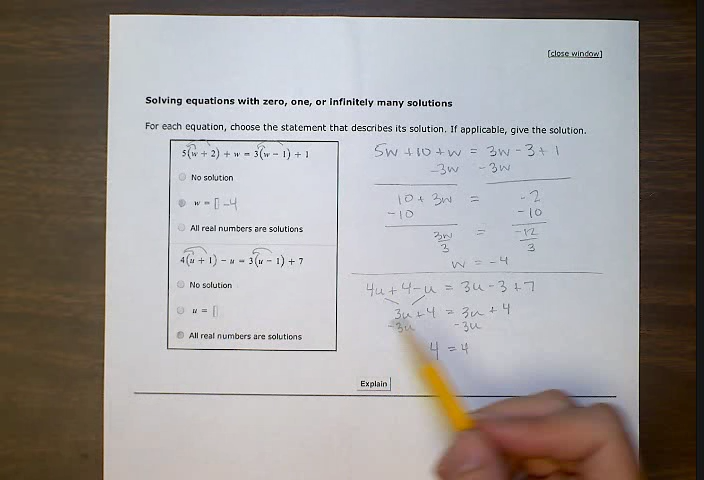 [close window]
Solving equations with zero, one, or infinitely many solutions
For each equation, choose the statement that describes its solution. If applicable, give the solution.
5(w + 2) + w = 3(w − 1) + 1
No solution
w = [] -4
All real numbers are solutions
4(u + 1) − u = 3(u − 1) + 7
No solution
u = []
All real numbers are solutions
5w + 10 + w = 3w - 3 + 1
-3w -3w
10 + 3w = -2
-10 -10
3w/3 = -12/3
w = -4
4u + 4 - u = 3u - 3 + 7
3u + 4 = 3u + 4
-3u -3u
4 = 4
Explain